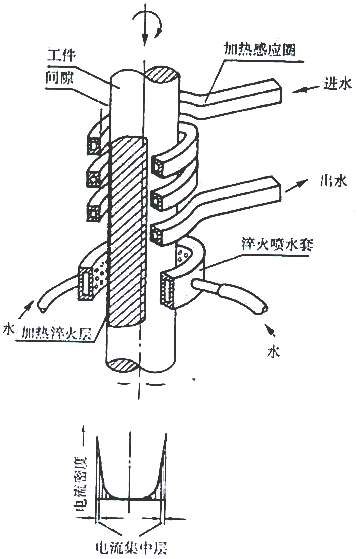 工件
间隙
加热感应圈
进水
出水
淬火喷水套
水
加热淬火层
水
电流密度
电流集中层